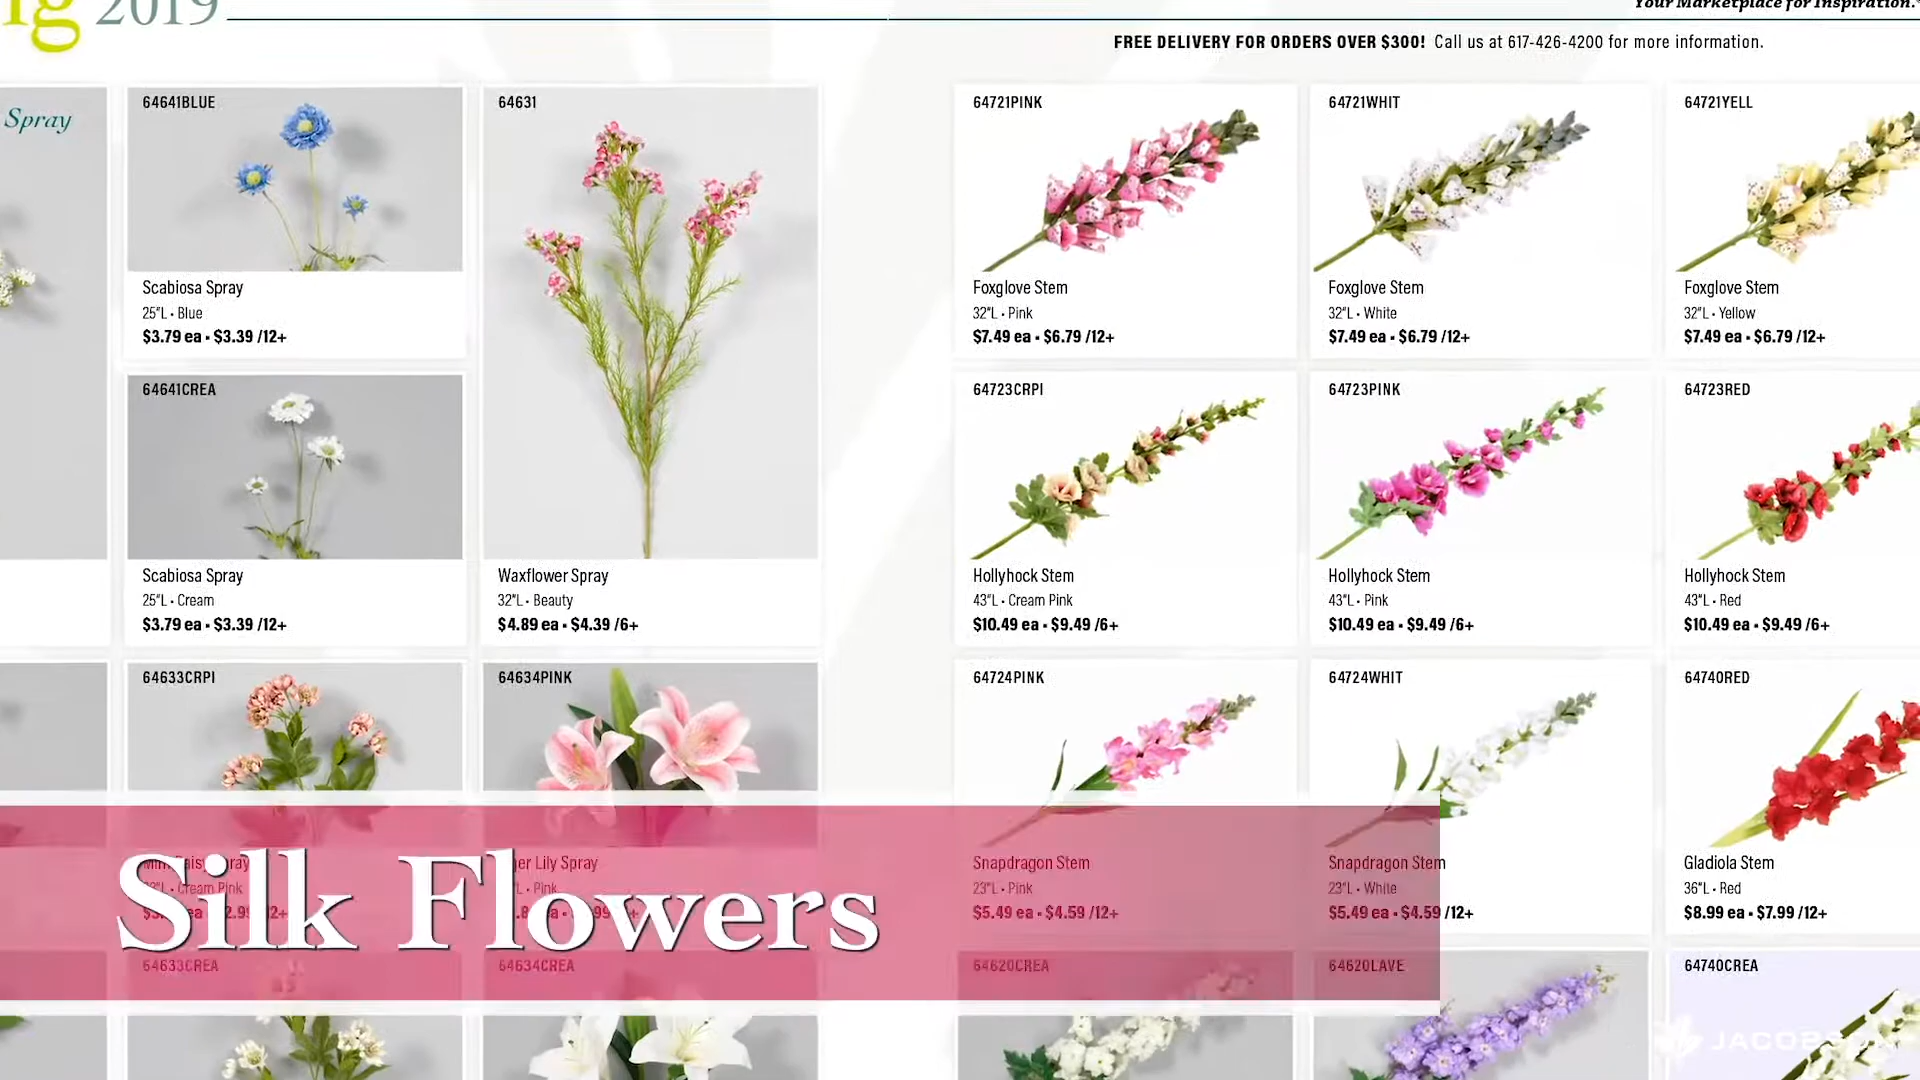 ig 2019
Your Marketplace for Inspiration.
FREE DELIVERY FOR ORDERS OVER $300! Call us at 617-426-4200 for more information.
Spray
64641BLUE
Scabiosa Spray
25"L • Blue
$3.79 ea • $3.39 /12+
64631
Waxflower Spray
32"L • Beauty
$4.89 ea • $4.39 /6+
64641CREA
Scabiosa Spray
25"L • Cream
$3.79 ea • $3.39 /12+
64721PINK
Foxglove Stem
32"L • Pink
$7.49 ea • $6.79 /12+
64721WHIT
Foxglove Stem
32"L • White
$7.49 ea • $6.79 /12+
64721YELL
Foxglove Stem
32"L • Yellow
$7.49 ea • $6.79 /12+
64723CRPI
Hollyhock Stem
43"L • Cream Pink
$10.49 ea • $9.49 /6+
64723PINK
Hollyhock Stem
43"L • Pink
$10.49 ea • $9.49 /6+
64723RED
Hollyhock Stem
43"L • Red
$10.49 ea • $9.49 /6+
64633CRPI
Cream Pink
64634PINK
Lily Spray
Pink
64724PINK
Snapdragon Stem
23"L • Pink
$5.49 ea • $4.59 /12+
64724WHIT
Snapdragon Stem
23"L • White
$5.49 ea • $4.59 /12+
64740RED
Gladiola Stem
36"L • Red
$8.99 ea • $7.99 /12+
Silk Flowers
64633CREA
64634CREA
64620CREA
64620LAVE
64740CREA
JACOBSON